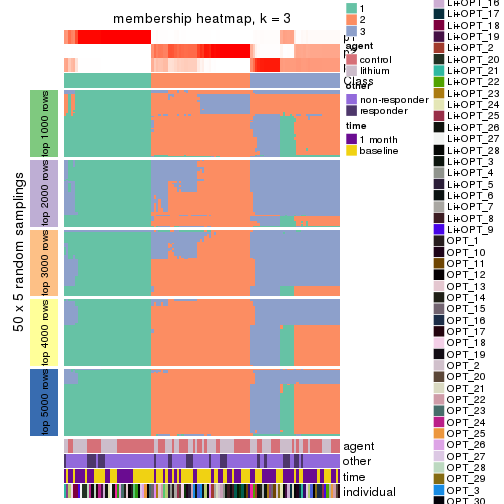 membership heatmap, k = 3
p1
p2
Class
1
2
3
agent
control
lithium
other
non-responder
responder
time
1 month
baseline
50 x 5 random samplings
top 1000 rows
top 2000 rows
top 3000 rows
top 4000 rows
top 5000 rows
agent
other
time
individual
Li+OPT_16
Li+OPT_17
Li+OPT_18
Li+OPT_19
Li+OPT_2
Li+OPT_20
Li+OPT_21
Li+OPT_22
Li+OPT_23
Li+OPT_24
Li+OPT_25
Li+OPT_26
Li+OPT_27
Li+OPT_28
Li+OPT_3
Li+OPT_4
Li+OPT_5
Li+OPT_6
Li+OPT_7
Li+OPT_8
Li+OPT_9
OPT_1
OPT_10
OPT_11
OPT_12
OPT_13
OPT_14
OPT_15
OPT_16
OPT_17
OPT_18
OPT_19
OPT_2
OPT_20
OPT_21
OPT_22
OPT_23
OPT_24
OPT_25
OPT_26
OPT_27
OPT_28
OPT_29
OPT_3